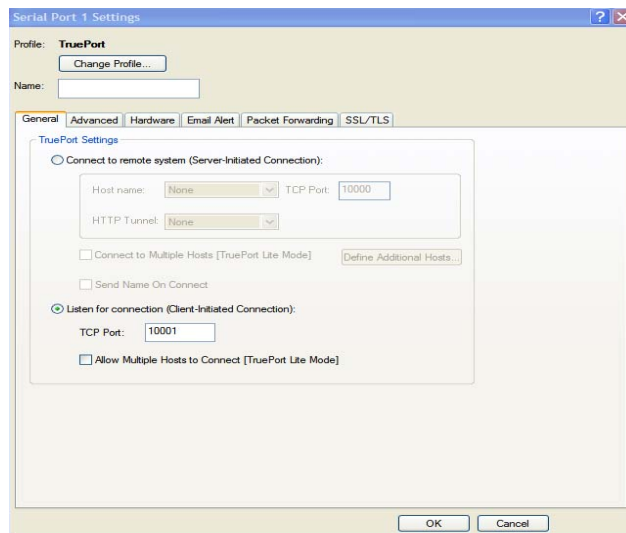 Serial Port 1 Settings
Profile: TruePort
Change Profile...
Name:
General Advanced Hardware Email Alert Packet Forwarding SSL/TLS
TruePort Settings
Connect to remote system (Server-Initiated Connection):
Host name: None TCP Port: 10000
HTTP Tunnel: None
Connect to Multiple Hosts [TruePort Lite Mode] Define Additional Hosts...
Send Name On Connect
Listen for connection (Client-Initiated Connection):
TCP Port: 10001
Allow Multiple Hosts to Connect [TruePort Lite Mode]
OK Cancel